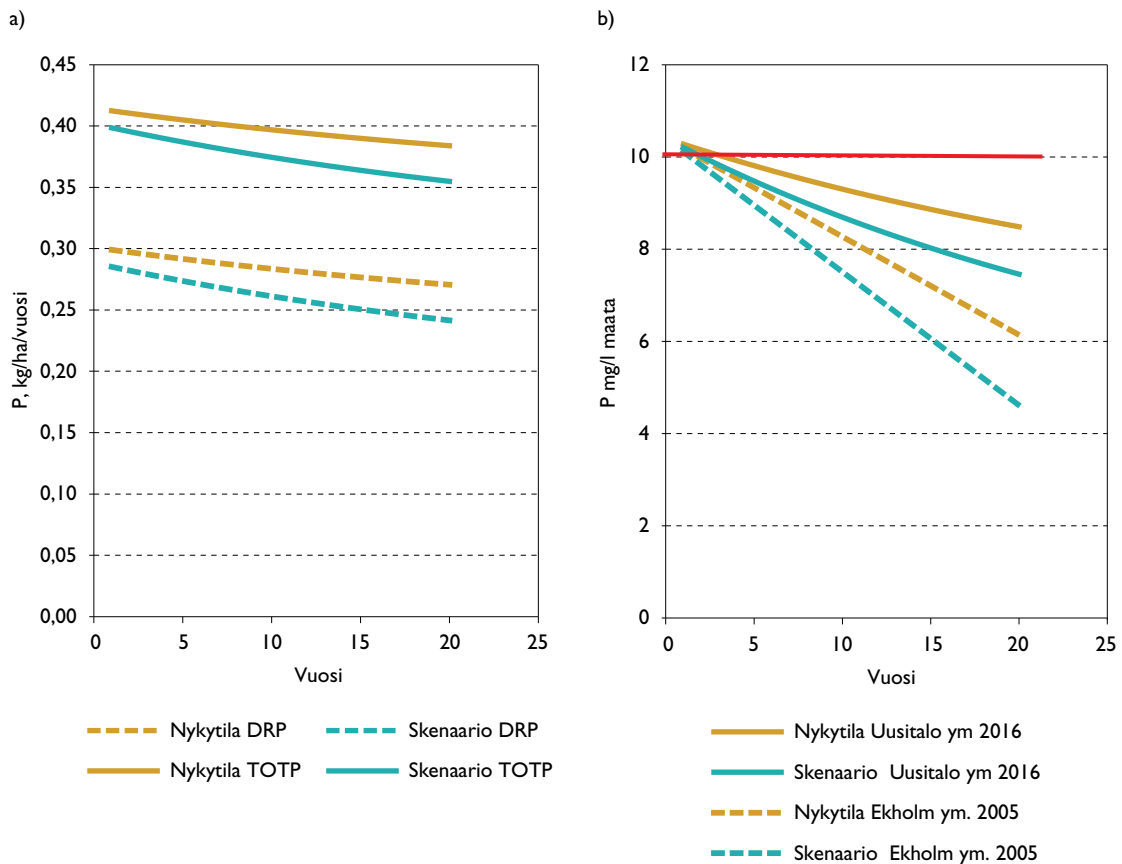 a)
P, kg/ha/vuosi
0,45
0,40
0,35
0,30
0,25
0,20
0,15
0,10
0,05
0,00
0 5 10 15 20 25
Vuosi
Nykytila DRP
Skenaario DRP
Nykytila TOTP
Skenaario TOTP
b)
P mg/l maata
12
10
8
6
4
2
0
0 5 10 15 20 25
Vuosi
Nykytila Uusitalo ym 2016
Skenaario Uusitalo ym 2016
Nykytila Ekholm ym. 2005
Skenaario Ekholm ym. 2005